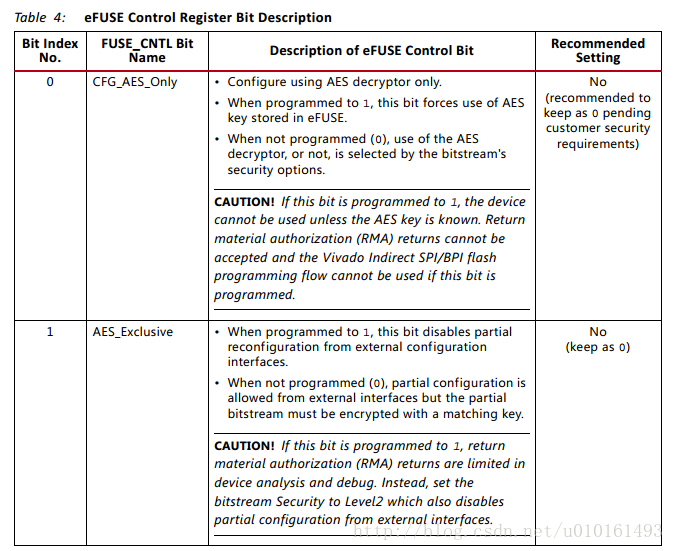 Table 4: eFUSE Control Register Bit Description
Bit Index No.
FUSE_CNTL Bit Name
Description of eFUSE Control Bit
Recommended Setting
0
CFG_AES_Only
• Configure using AES decryptor only.
• When programmed to 1, this bit forces use of AES
key stored in eFUSE.
• When not programmed (0), use of the AES
decryptor, or not, is selected by the bitstream's
security options.
CAUTION! If this bit is programmed to 1, the device
cannot be used unless the AES key is known. Return
material authorization (RMA) returns cannot be
accepted and the Vivado Indirect SPI/BPI flash
programming flow cannot be used if this bit is
programmed.
No
(recommended to
keep as 0 pending
customer security
requirements)
1
AES_Exclusive
• When programmed to 1, this bit disables partial
reconfiguration from external configuration
interfaces.
• When not programmed (0), partial configuration is
allowed from external interfaces but the partial
bitstream must be encrypted with a matching key.
CAUTION! If this bit is programmed to 1, return
material authorization (RMA) returns are limited in
device analysis and debug. Instead, set the
bitstream Security to Level2 which also disables
partial configuration from external interfaces.
No
(keep as 0)
http://blog.csdn.net/u010161493